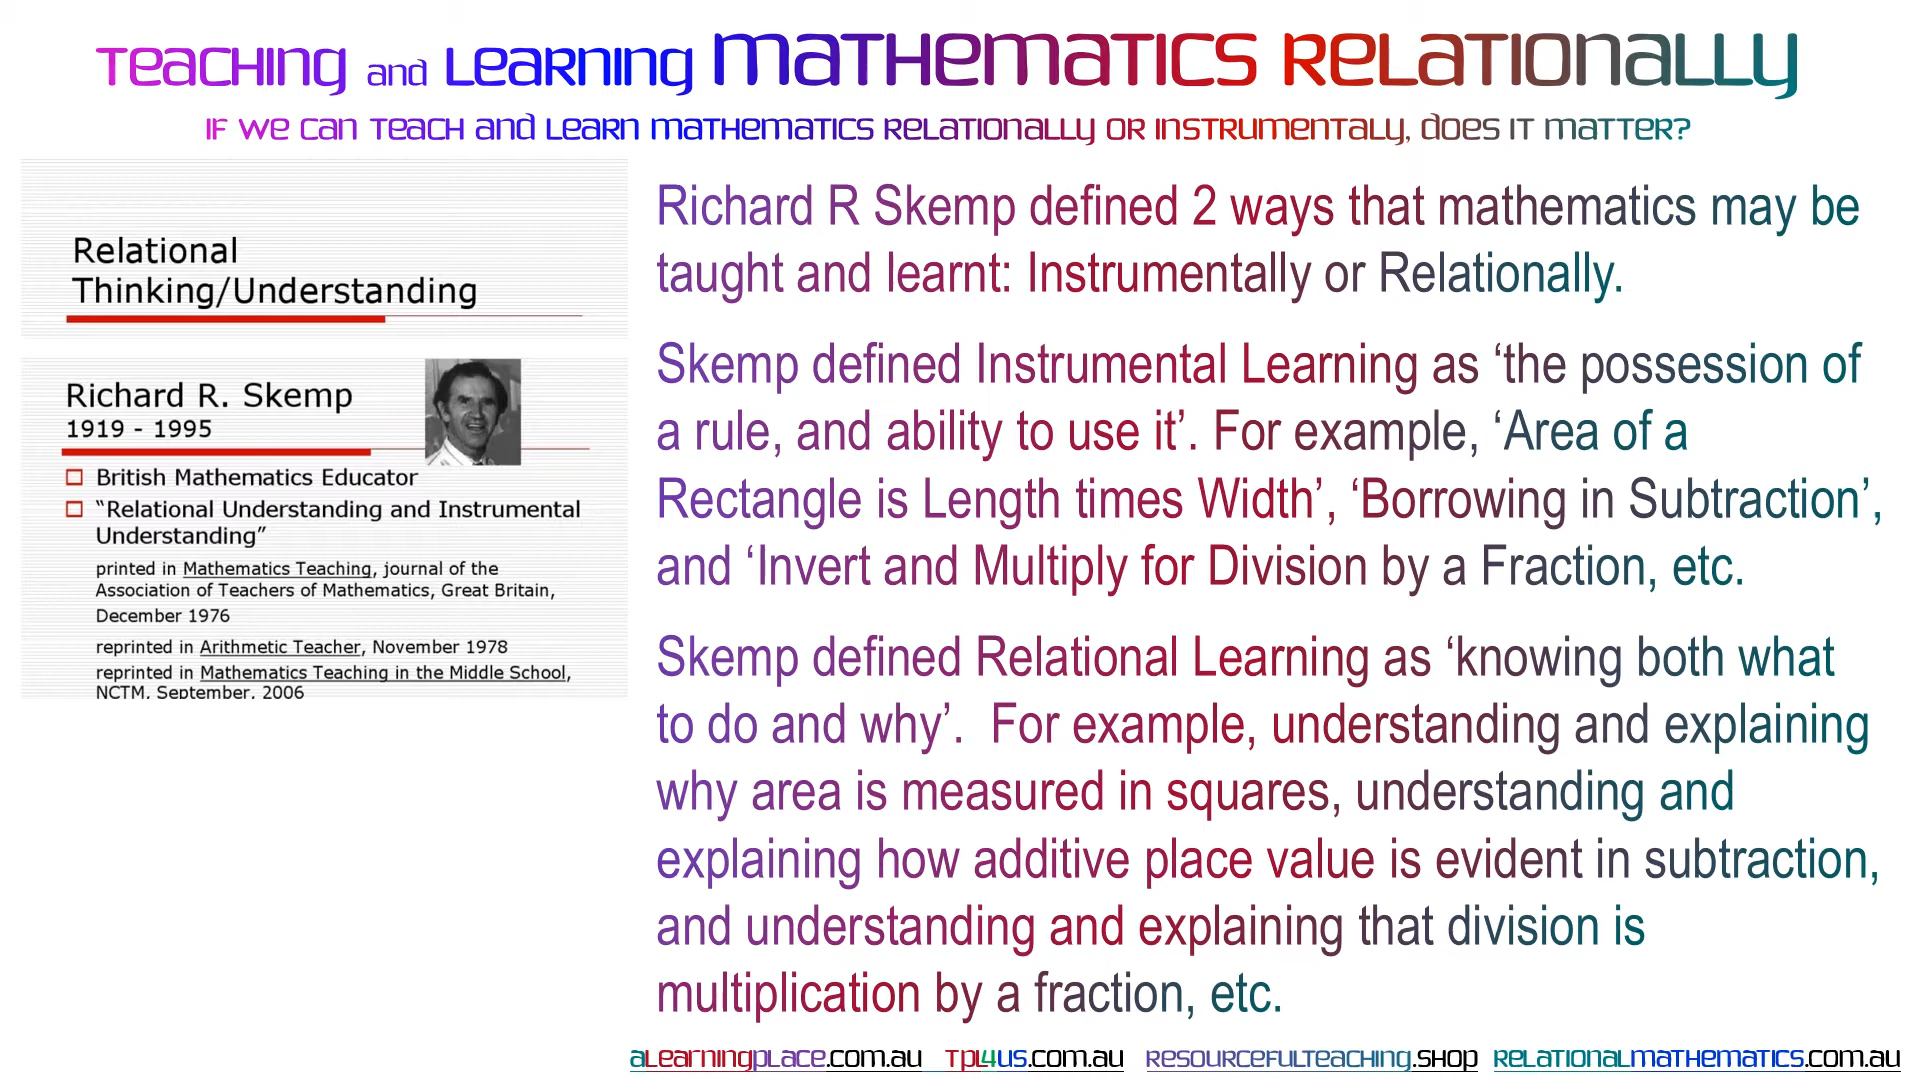 Teaching and Learning Mathematics Relationally
If we can teach and learn mathematics relationally or instrumentaly, does it matter?
Relational
Thinking/Understanding
Richard R. Skemp
1919 - 1995
British Mathematics Educator
“Relational Understanding and Instrumental
Understanding”
printed in Mathematics Teaching, journal of the
Association of Teachers of Mathematics, Great Britain,
December 1976
reprinted in Arithmetic Teacher, November 1978
reprinted in Mathematics Teaching in the Middle School,
NCTM, September, 2006
Richard R Skemp defined 2 ways that mathematics may be
taught and learnt: Instrumentally or Relationally.
Skemp defined Instrumental Learning as ‘the possession of
a rule, and ability to use it’. For example, ‘Area of a
Rectangle is Length times Width’, ‘Borrowing in Subtraction’,
and ‘Invert and Multiply for Division by a Fraction, etc.
Skemp defined Relational Learning as ‘knowing both what
to do and why’.  For example, understanding and explaining
why area is measured in squares, understanding and
explaining how additive place value is evident in subtraction,
and understanding and explaining that division is
multiplication by a fraction, etc.
alearningplace.com.au   tpl4us.com.au   resourcefulteaching.shop   relationalmathematics.com.au